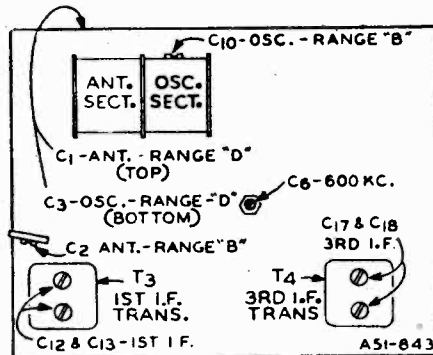 C10-OSC.-RANGE "B"
ANT. SECT.
OSC. SECT.
C1-ANT.-RANGE "D"
(TOP)
C3-OSC.-RANGE-"D"
(BOTTOM)
C6-600 KC.
C2 ANT.-RANGE "B"
C17 & C18
3RD I.F.
T3
1ST I.F.
TRANS.
T4
3RD I.F.
TRANS
C12 & C13-1ST I F.
A51-843